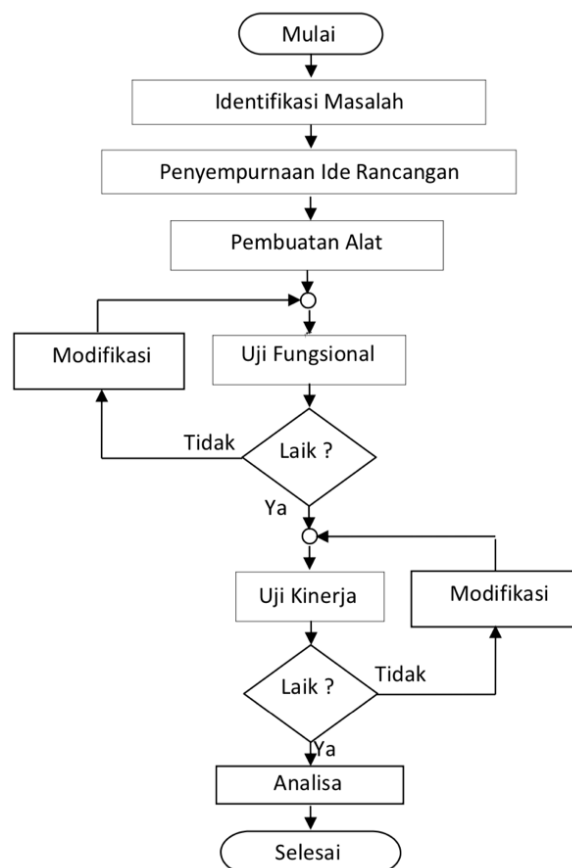 Mulai
Identifikasi Masalah
Penyempurnaan Ide Rancangan
Pembuatan Alat
Modifikasi
Uji Fungsional
Laik ?
Tidak
Ya
Uji Kinerja
Modifikasi
Laik ?
Tidak
Ya
Analisa
Selesai